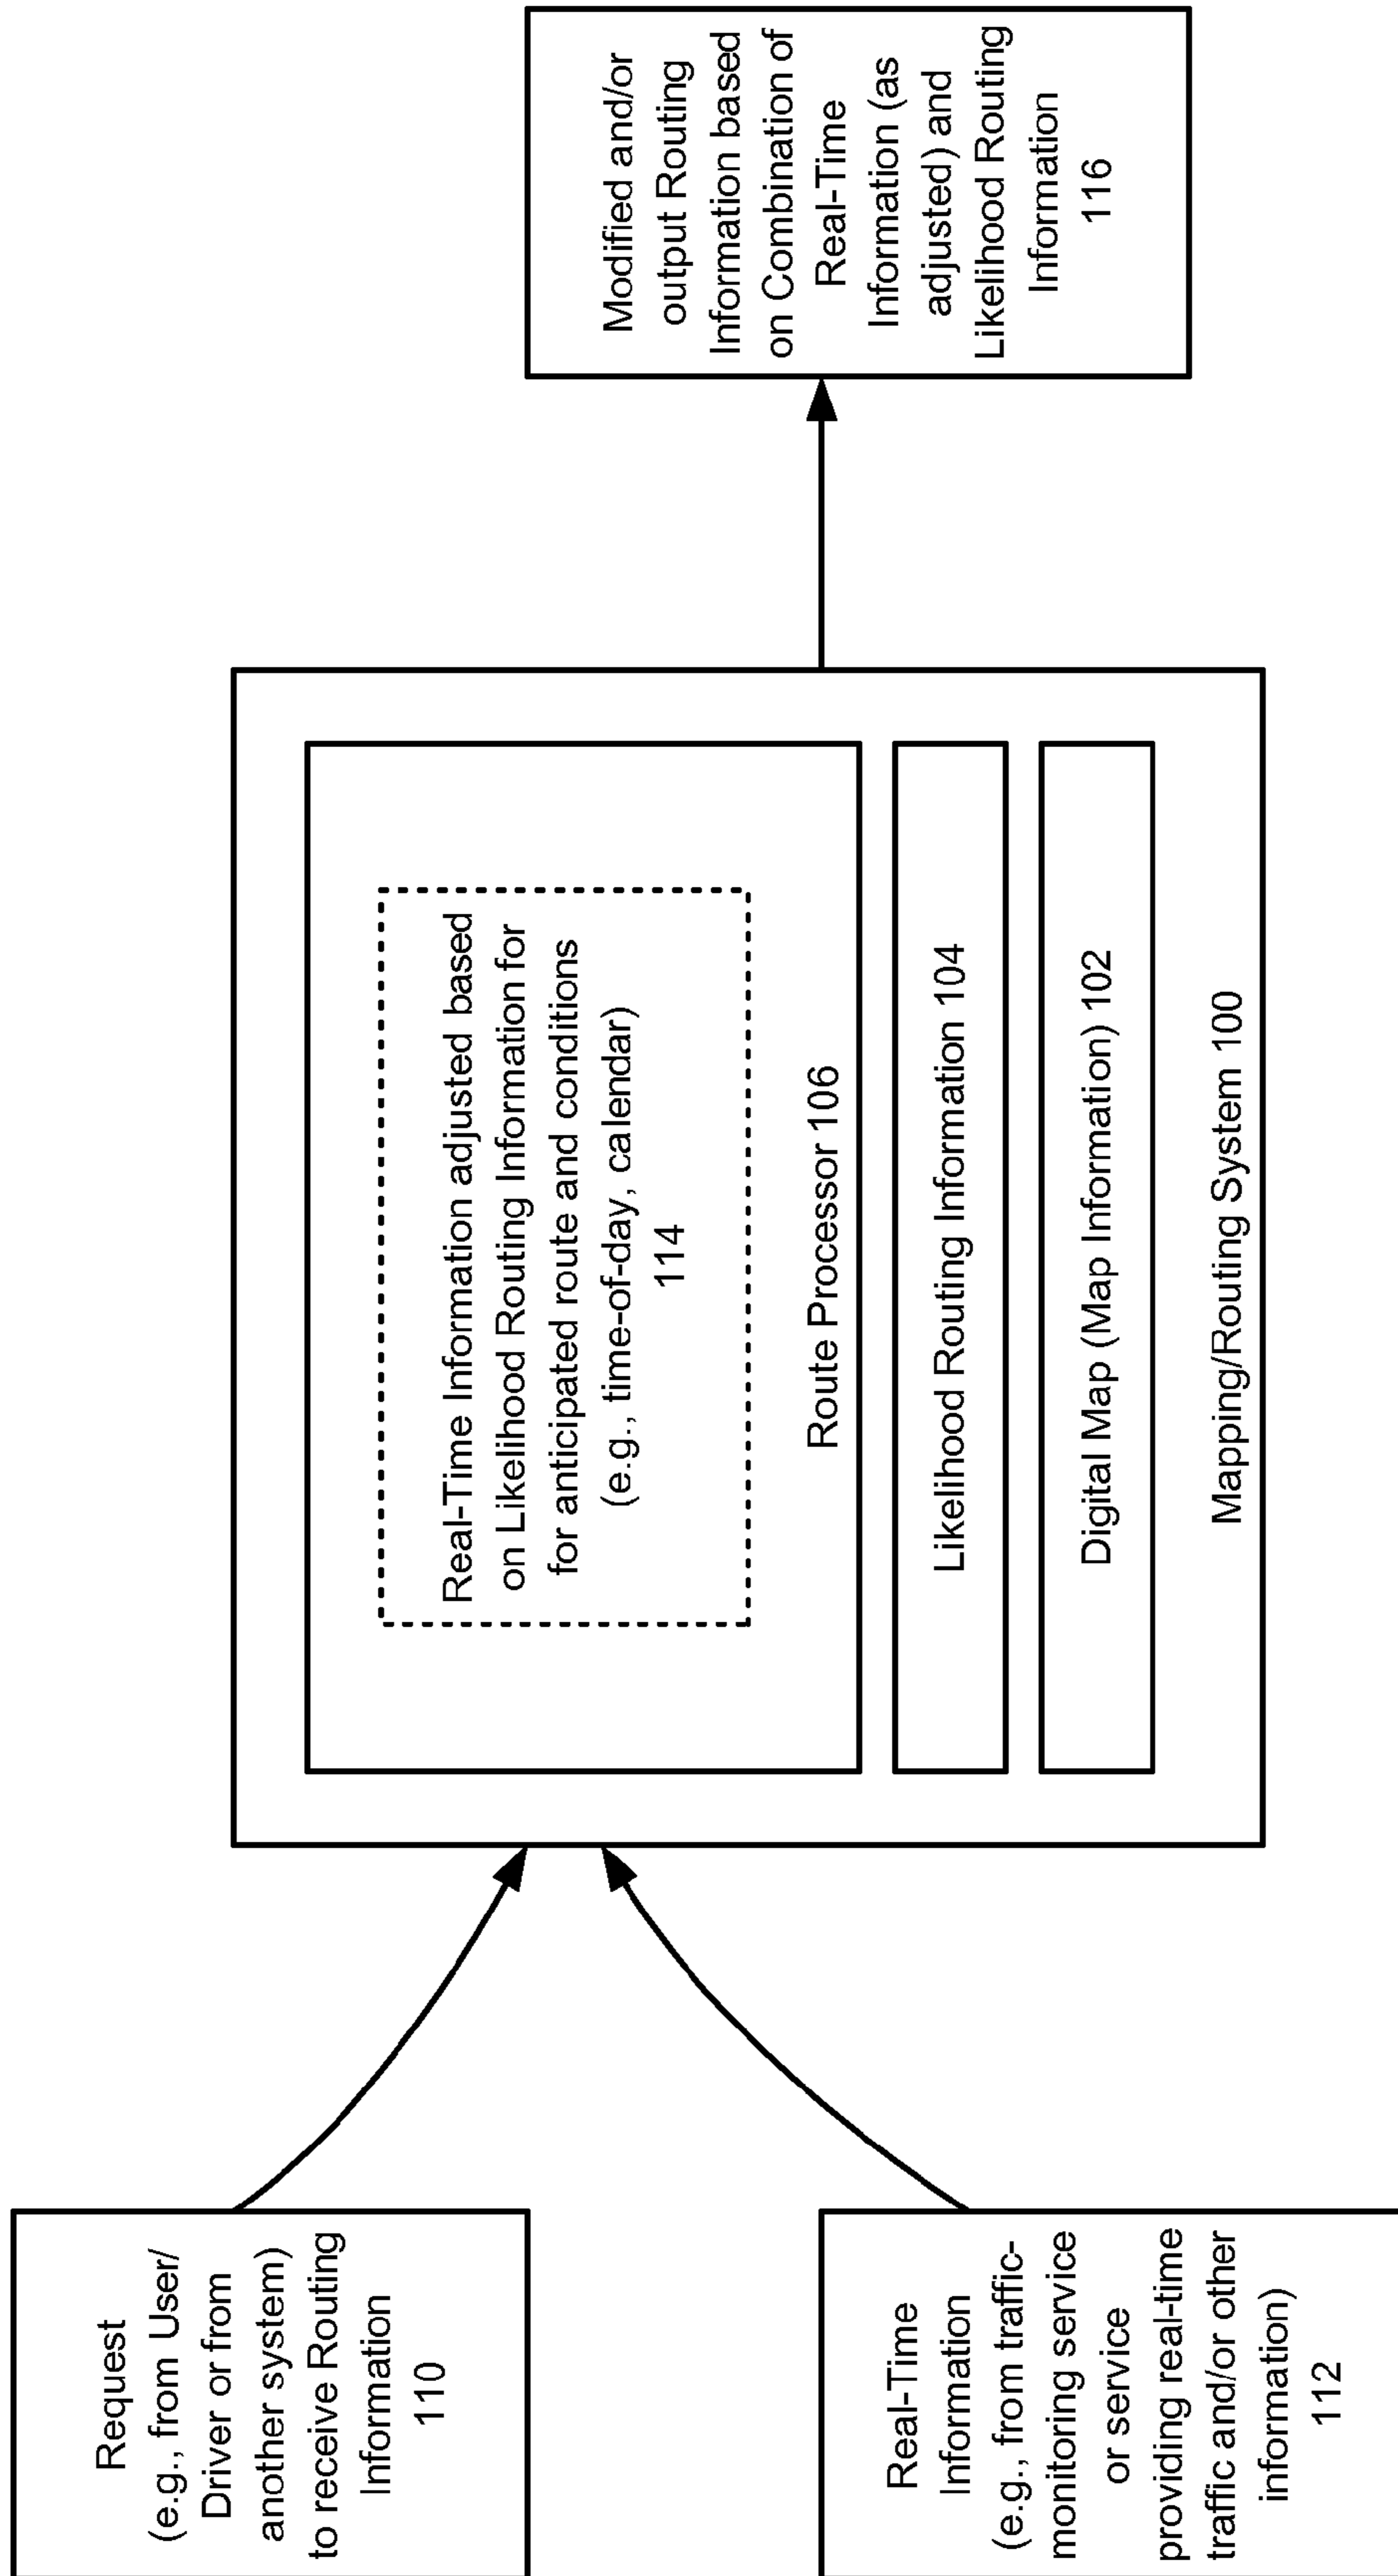 Request
(e.g., from User/
Driver or from
another system)
to receive Routing
Information
110
Real-Time
Information
(e.g., from traffic-
monitoring service
or service
providing real-time
traffic and/or other
information)
112
Real-Time Information adjusted based
on Likelihood Routing Information for
for anticipated route and conditions
(e.g., time-of-day, calendar)
114
Route Processor 106
Likelihood Routing Information 104
Digital Map (Map Information) 102
Mapping/Routing System 100
Modified and/or
output Routing
Information based
on Combination of
Real-Time
Information (as
adjusted) and
Likelihood Routing
Information
116